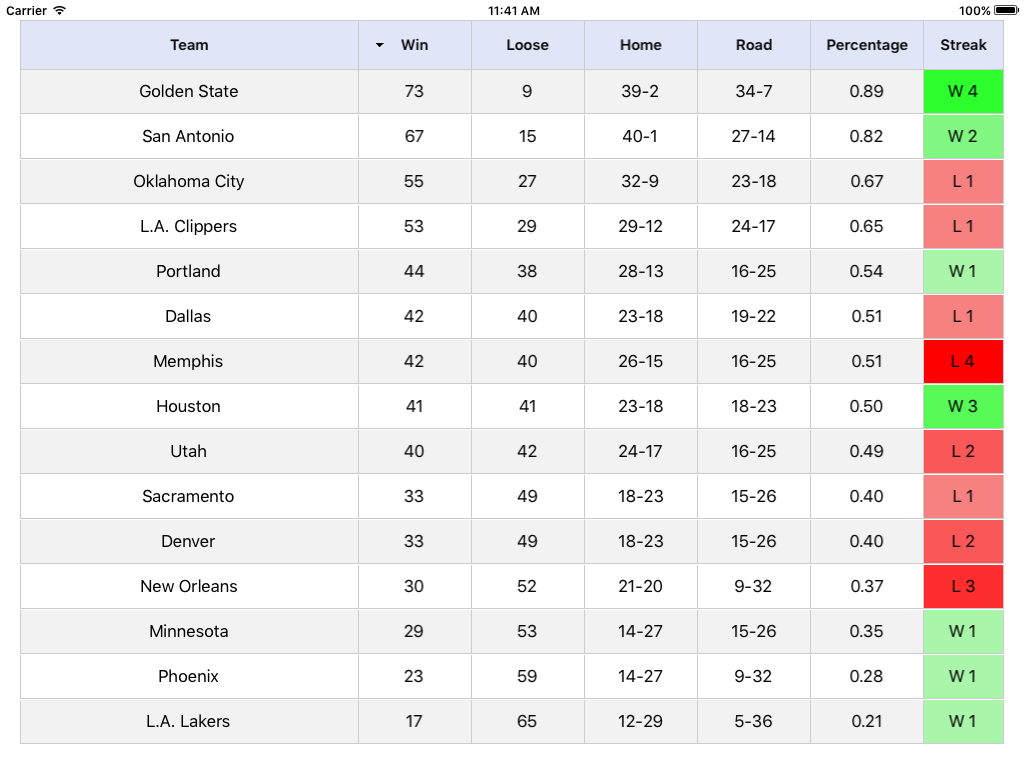 Carrier 11:41 AM 100%
Team Win Loose Home Road Percentage Streak
Golden State 73 9 39-2 34-7 0.89 W 4
San Antonio 67 15 40-1 27-14 0.82 W 2
Oklahoma City 55 27 32-9 23-18 0.67 L 1
L.A. Clippers 53 29 29-12 24-17 0.65 L 1
Portland 44 38 28-13 16-25 0.54 W 1
Dallas 42 40 23-18 19-22 0.51 L 1
Memphis 42 40 26-15 16-25 0.51 L 4
Houston 41 41 23-18 18-23 0.50 W 3
Utah 40 42 24-17 16-25 0.49 L 2
Sacramento 33 49 18-23 15-26 0.40 L 1
Denver 33 49 18-23 15-26 0.40 L 2
New Orleans 30 52 21-20 9-32 0.37 L 3
Minnesota 29 53 14-27 15-26 0.35 W 1
Phoenix 23 59 14-27 9-32 0.28 W 1
L.A. Lakers 17 65 12-29 5-36 0.21 W 1